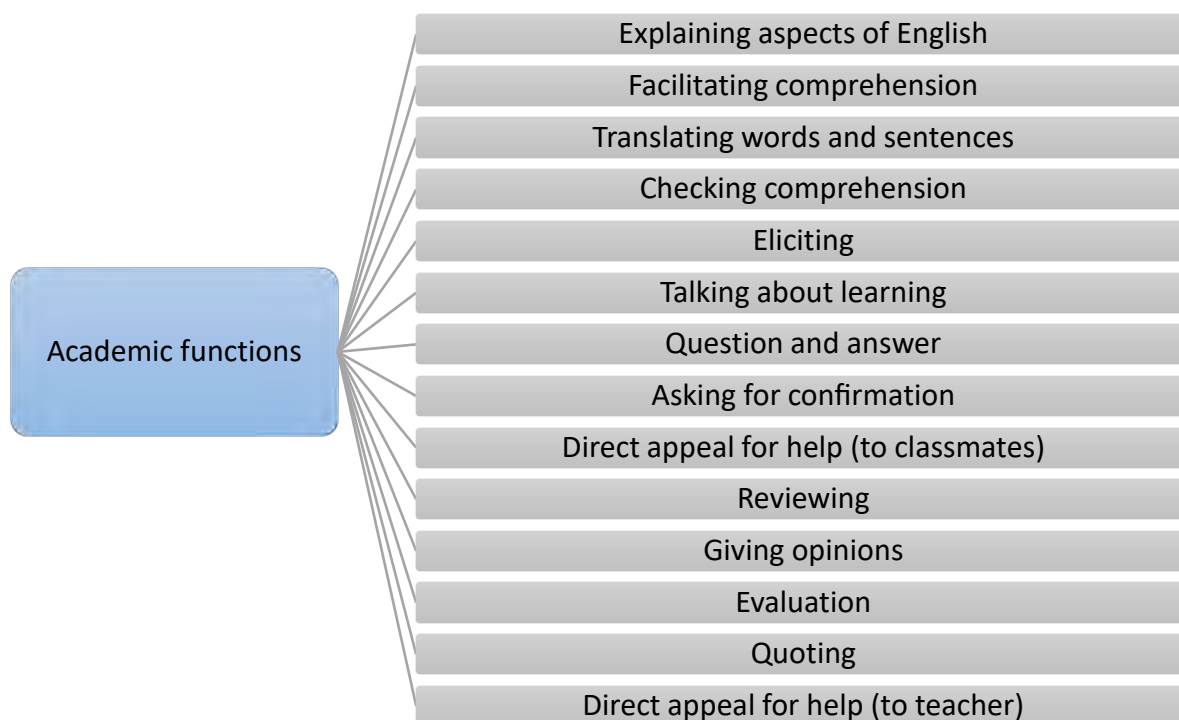 Explaining aspects of English
Facilitating comprehension
Translating words and sentences
Checking comprehension
Eliciting
Talking about learning
Academic functions
Question and answer
Asking for confirmation
Direct appeal for help (to classmates)
Reviewing
Giving opinions
Evaluation
Quoting
Direct appeal for help (to teacher)